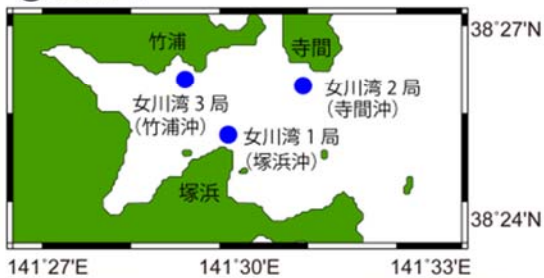 38°27'N
竹浦
寺間
女川湾2局
(寺間沖)
女川湾3局
(竹浦沖)
女川湾1局
(塚浜沖)
塚浜
38°24'N
141°27'E
141°30'E
141°33'E